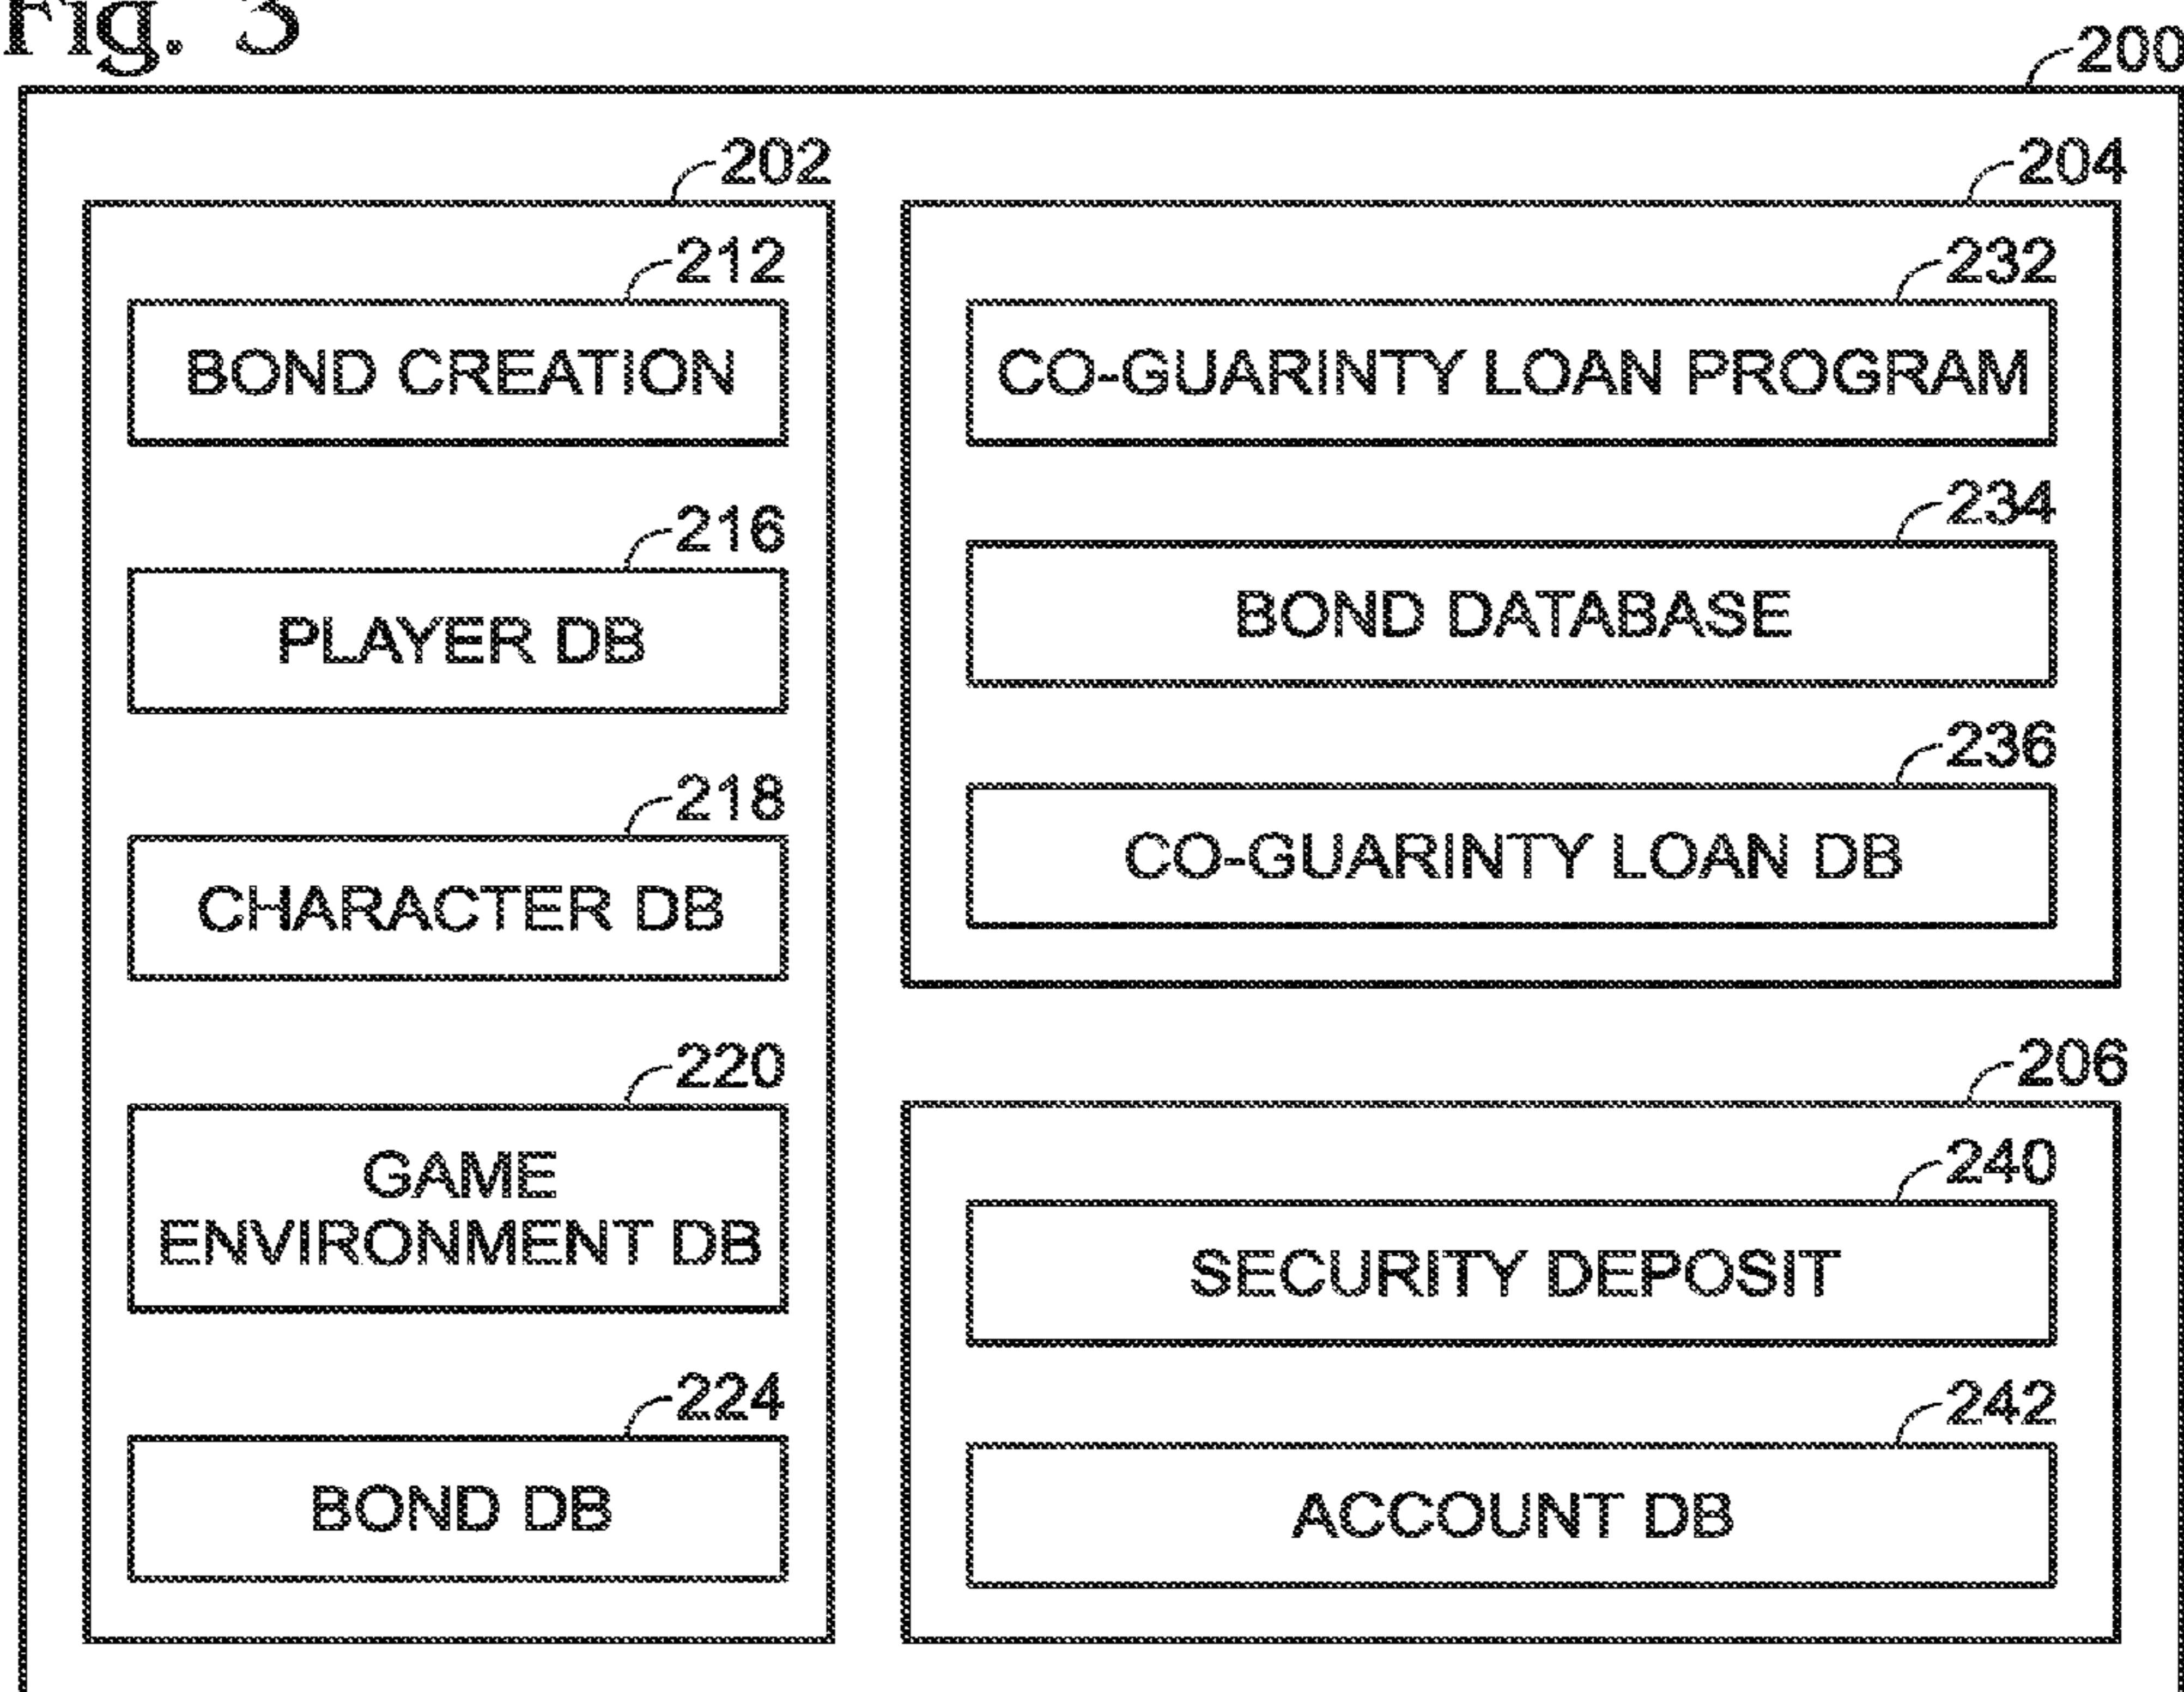 Fig. 3
200
202
212
BOND CREATION
216
PLAYER DB
218
CHARACTER DB
220
GAME
ENVIRONMENT DB
224
BOND DB
204
232
CO-GUARINTY LOAN PROGRAM
234
BOND DATABASE
236
CO-GUARINTY LOAN DB
206
240
SECURITY DEPOSIT
242
ACCOUNT DB